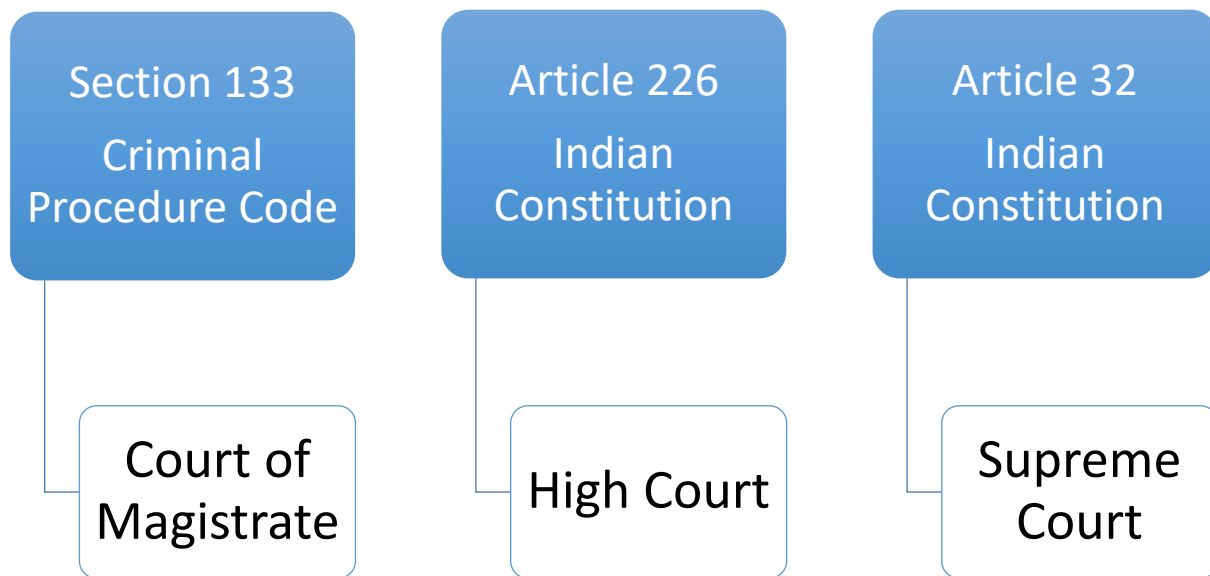 Section 133
Criminal
Procedure Code
Court of
Magistrate
Article 226
Indian
Constitution
High Court
Article 32
Indian
Constitution
Supreme
Court